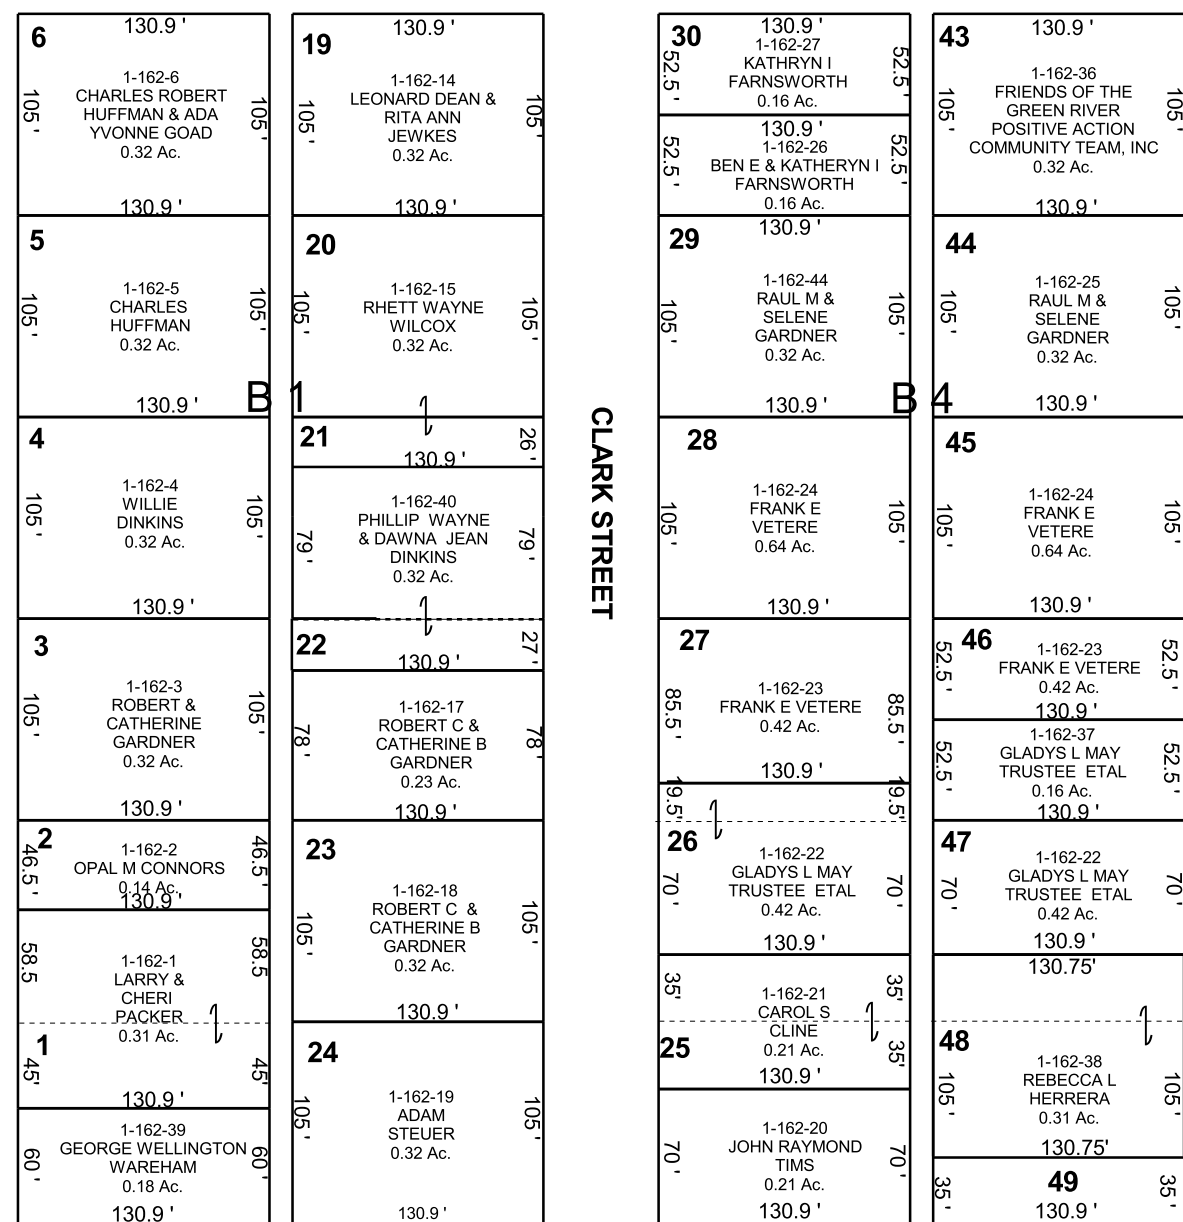 6
130.9 '
105 '
1-162-6
CHARLES ROBERT
HUFFMAN & ADA
YVONNE GOAD
0.32 Ac.
105 '
130.9 '
5
105 '
1-162-5
CHARLES
HUFFMAN
0.32 Ac.
105 '
130.9 '
4
105 '
1-162-4
WILLIE
DINKINS
0.32 Ac.
105 '
130.9 '
3
105 '
1-162-3
ROBERT &
CATHERINE
GARDNER
0.32 Ac.
105 '
130.9 '
2
46.5 '
1-162-2
OPAL M CONNORS
0.14 Ac.
46.5 '
130.9 '
58.5
1-162-1
LARRY &
CHERI
PACKER
0.31 Ac.
58.5
1
45'
45'
130.9 '
60 '
1-162-39
GEORGE WELLINGTON
WAREHAM
0.18 Ac.
60 '
130.9 '
B 1
19
130.9 '
105 '
1-162-14
LEONARD DEAN &
RITA ANN
JEWKES
0.32 Ac.
105 '
130.9 '
20
105 '
1-162-15
RHETT WAYNE
WILCOX
0.32 Ac.
105 '
21
26 '
130.9 '
79 '
1-162-40
PHILLIP WAYNE
& DAWNA JEAN
DINKINS
0.32 Ac.
79 '
22
27 '
130.9 '
78 '
1-162-17
ROBERT C &
CATHERINE B
GARDNER
0.23 Ac.
78 '
130.9 '
23
105 '
1-162-18
ROBERT C &
CATHERINE B
GARDNER
0.32 Ac.
105 '
130.9 '
24
105 '
1-162-19
ADAM
STEUER
0.32 Ac.
105 '
130.9 '
CLARK STREET
30
130.9 '
52.5 '
1-162-27
KATHRYN I
FARNSWORTH
0.16 Ac.
52.5 '
130.9 '
52.5 '
1-162-26
BEN E & KATHERYN I
FARNSWORTH
0.16 Ac.
52.5 '
29
130.9 '
105 '
1-162-44
RAUL M &
SELENE
GARDNER
0.32 Ac.
105 '
130.9 '
28
105 '
1-162-24
FRANK E
VETERE
0.64 Ac.
105 '
130.9 '
27
85.5 '
1-162-23
FRANK E VETERE
0.42 Ac.
85.5 '
130.9 '
19.5'
19.5'
26
70 '
1-162-22
GLADYS L MAY
TRUSTEE ETAL
0.42 Ac.
70 '
130.9 '
35'
1-162-21
CAROL S
CLINE
0.21 Ac.
35'
25
35'
130.9 '
70 '
1-162-20
JOHN RAYMOND
TIMS
0.21 Ac.
70 '
130.9 '
B 4
43
130.9 '
105 '
1-162-36
FRIENDS OF THE
GREEN RIVER
POSITIVE ACTION
COMMUNITY TEAM, INC
0.32 Ac.
105 '
130.9 '
44
105 '
1-162-25
RAUL M &
SELENE
GARDNER
0.32 Ac.
105 '
130.9 '
45
105 '
1-162-24
FRANK E
VETERE
0.64 Ac.
105 '
130.9 '
46
52.5 '
1-162-23
FRANK E VETERE
0.42 Ac.
52.5 '
130.9 '
52.5 '
1-162-37
GLADYS L MAY
TRUSTEE ETAL
0.16 Ac.
52.5 '
130.9 '
47
70 '
1-162-22
GLADYS L MAY
TRUSTEE ETAL
0.42 Ac.
70 '
130.9 '
130.75'
48
105 '
1-162-38
REBECCA L
HERRERA
0.31 Ac.
105 '
130.75'
35 '
49
35 '
130.9 '